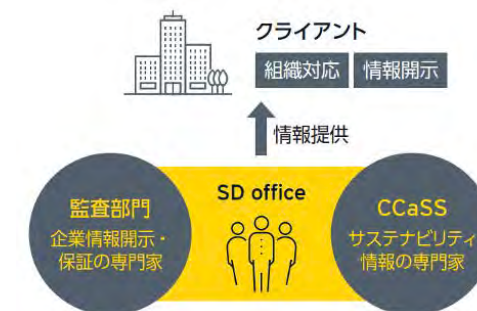 クライアント
組織対応 情報開示
情報提供
SD office
監査部門
企業情報開示・
保証の専門家
CCaSS
サステナビリティ
情報の専門家